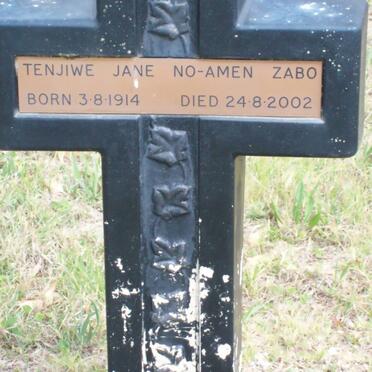 TENJIWE JANE NO-AMEN ZABO
BORN 3·8·1914 DIED 24·8·2002